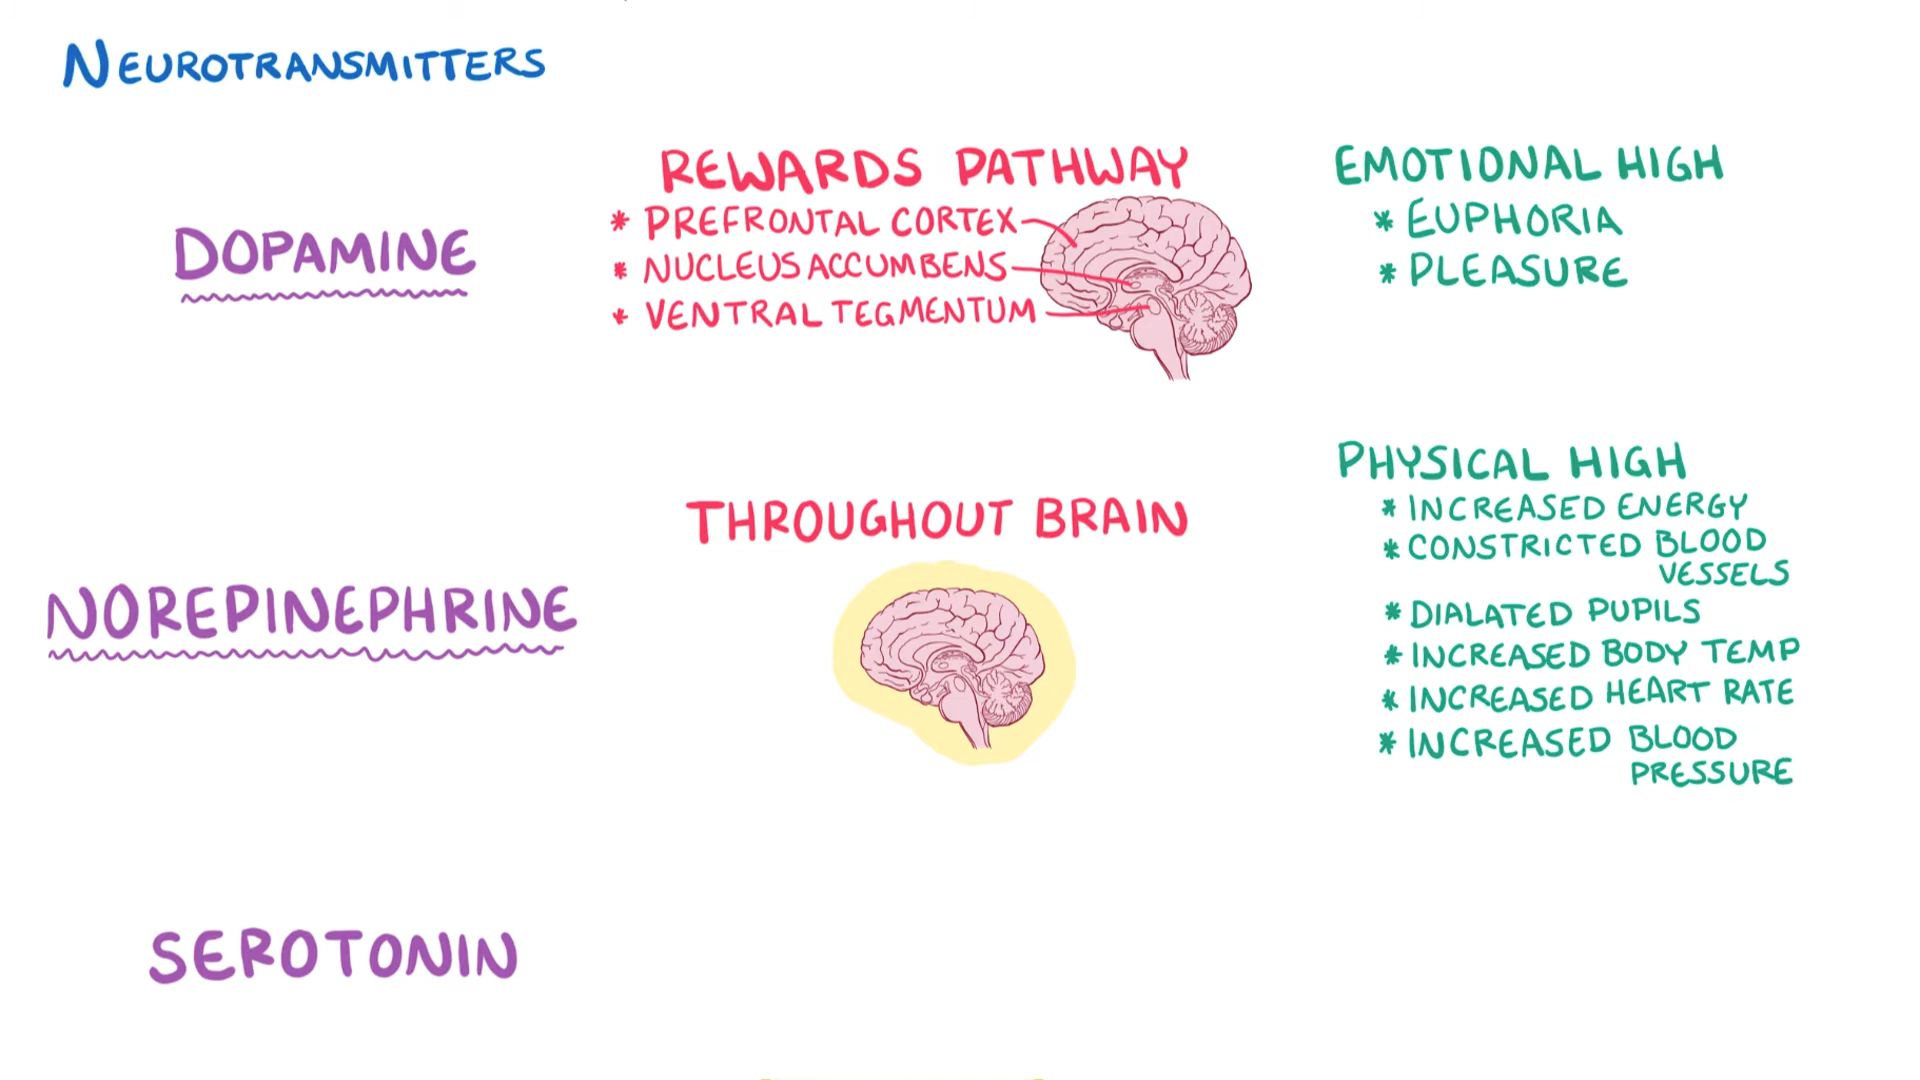 NEUROTRANSMITTERS
DOPAMINE
REWARDS PATHWAY
* PREFRONTAL CORTEX
* NUCLEUS ACCUMBENS
* VENTRAL TEGMENTUM
EMOTIONAL HIGH
* EUPHORIA
* PLEASURE
NOREPINEPHRINE
THROUGHOUT BRAIN
PHYSICAL HIGH
* INCREASED ENERGY
* CONSTRICTED BLOOD
VESSELS
* DIALATED PUPILS
* INCREASED BODY TEMP
* INCREASED HEART RATE
* INCREASED BLOOD
PRESSURE
SEROTONIN